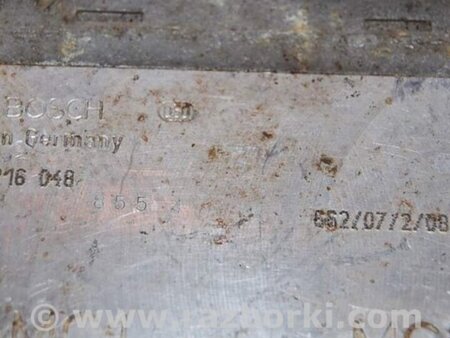 BOSCH
n Germany
216 048
855
652/07/2/08
www.razborki.com